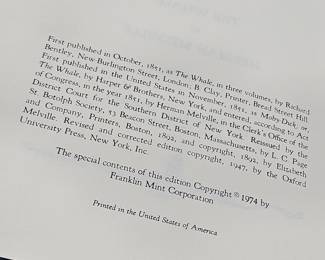 First published in October, 1851, as The Whale, in three volumes, by Richard
Bentley, New-Burlington Street, London; B. Clay, Printer, Bread Street Hill.
First published in the United States in November, 1851, as Moby-Dick, or,
The Whale, by Harper & Brothers, New York, and entered, according to Act
of Congress, in the year 1851, by Herman Melville, in the Clerk's Office of the
District Court for the Southern District of New York. Reissued by the
St. Botolph Society, 53 Beacon Street, Boston, Massachusetts, by L. C. Page
and Company, Printers, Boston, 1892, and copyright, 1892, by Elizabeth
Melville. Revised and corrected edition copyright, 1947, by the Oxford
University Press, New York, Inc.
The special contents of this edition Copyright © 1974 by
Franklin Mint Corporation
Printed in the United States of America